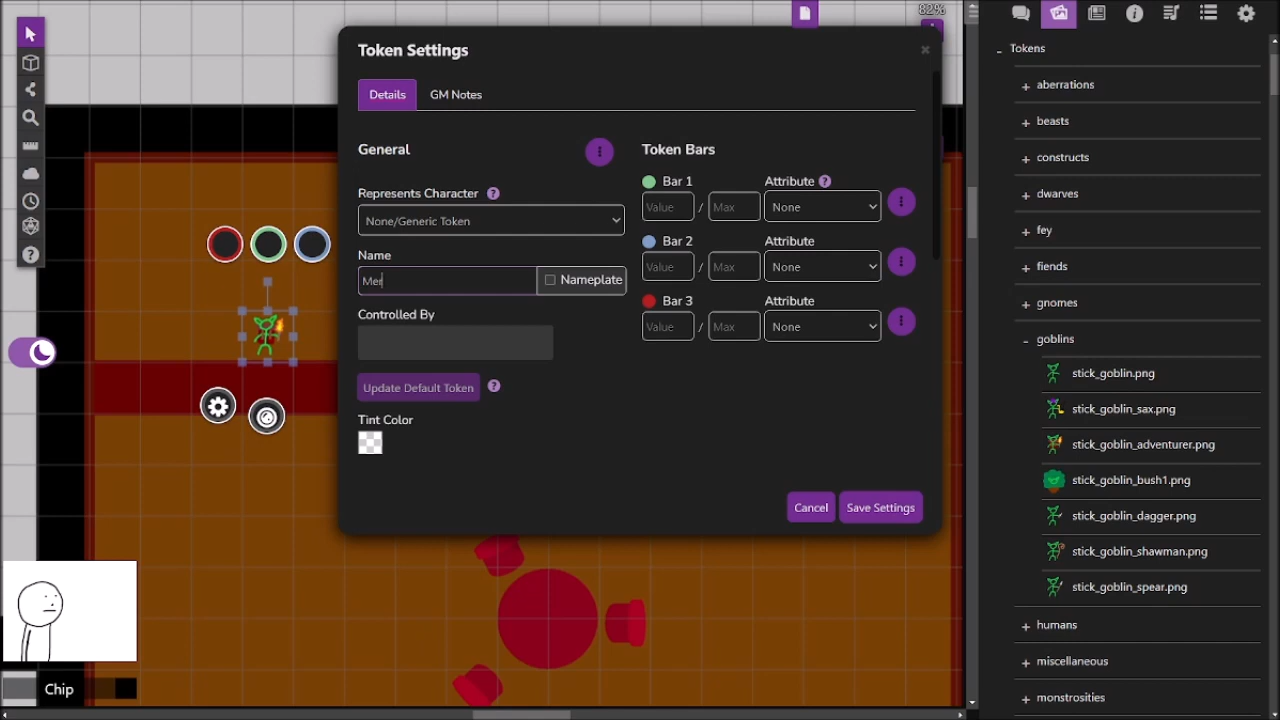 82%
Token Settings
Details
GM Notes
General
Represents Character
None/Generic Token
Name
Mer
Nameplate
Controlled By
Update Default Token
Tint Color
Token Bars
Bar 1
Attribute
Value / Max
None
Bar 2
Attribute
Value / Max
None
Bar 3
Attribute
Value / Max
None
Cancel
Save Settings
Chip
Tokens
aberrations
beasts
constructs
dwarves
fey
fiends
gnomes
goblins
stick_goblin.png
stick_goblin_sax.png
stick_goblin_adventurer.png
stick_goblin_bush1.png
stick_goblin_dagger.png
stick_goblin_shawman.png
stick_goblin_spear.png
humans
miscellaneous
monstrosities